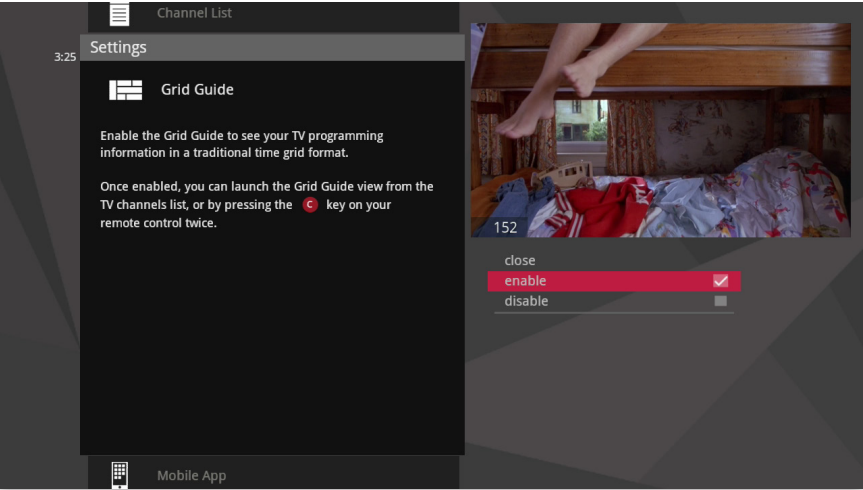 Channel List
Settings
3:25
Grid Guide
Enable the Grid Guide to see your TV programming
information in a traditional time grid format.
Once enabled, you can launch the Grid Guide view from the
TV channels list, or by pressing the C key on your
remote control twice.
152
close
enable
disable
Mobile App